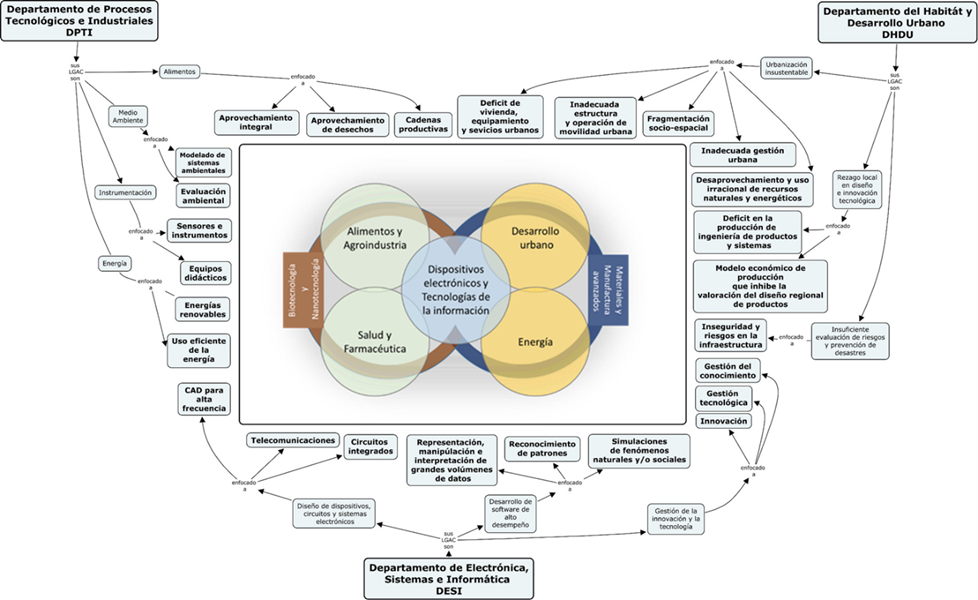 Departamento de Procesos
Tecnológicos e Industriales
DPTI
sus
LGAC
son
Alimentos
enfocado
a
Aprovechamiento
integral
Aprovechamiento
de desechos
Cadenas
productivas
Medio
Ambiente
enfocado
a
Modelado de
sistemas
ambientales
Evaluación
ambiental
Instrumentación
enfocado
a
Sensores e
instrumentos
Equipos
didácticos
Energía
enfocado
a
Energías
renovables
Uso eficiente
de la
energía
Departamento del Habitát y
Desarrollo Urbano
DHDU
sus
LGAC
son
Urbanización
insustentable
enfocado
a
Deficit de
vivienda,
equipamiento
y sevicios urbanos
Inadecuada
estructura
y operación de
movilidad urbana
Fragmentación
socio-espacial
Inadecuada gestión
urbana
Desaprovechamiento y uso
irracional de recursos
naturales y energéticos
Rezago local
en diseño
e innovación
tecnológica
enfocado
a
Deficit en la
producción de
ingeniería de productos
y sistemas
Modelo económico de
producción
que inhibe la
valoración del diseño regional
de productos
Insuficiente
evaluación de riesgos
y prevención de
desastres
enfocado
a
Inseguridad y
riesgos en la
infraestructura
Alimentos y
Agroindustria
Desarrollo
urbano
Biotecnología
y
Nanotecnología
Dispositivos
electrónicos y
Tecnologías de
la información
Materiales y
Manufactura
avanzados
Salud y
Farmacéutica
Energía
Gestión del
conocimiento
Gestión
tecnológica
Innovación
enfocado
a
Gestión de la
innovación y la
tecnología
CAD para
alta
frecuencia
Telecomunicaciones
Circuitos
integrados
enfocado
a
Diseño de dispositivos,
circuitos y sistemas
electrónicos
Representación,
manipúlación e
interpretación de
grandes volúmenes
de datos
Reconocimiento
de patrones
Simulaciones
de fenómenos
naturales y/o sociales
enfocado
a
Desarrollo de
software de
alto
desempeño
sus
LGAC
son
Departamento de Electrónica,
Sistemas e Informática
DESI